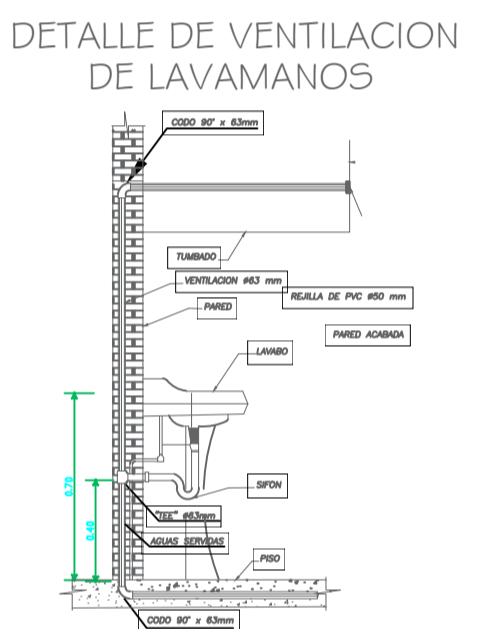 DETALLE DE VENTILACION
DE LAVAMANOS
CODO 90° x 63mm
TUMBADO
VENTILACION ø63 mm
REJILLA DE PVC ø50 mm
PARED
PARED ACABADA
LAVABO
0.70
SIFON
0.40
"TEE" ø63mm
AGUAS SERVIDAS
PISO
CODO 90° x 63mm